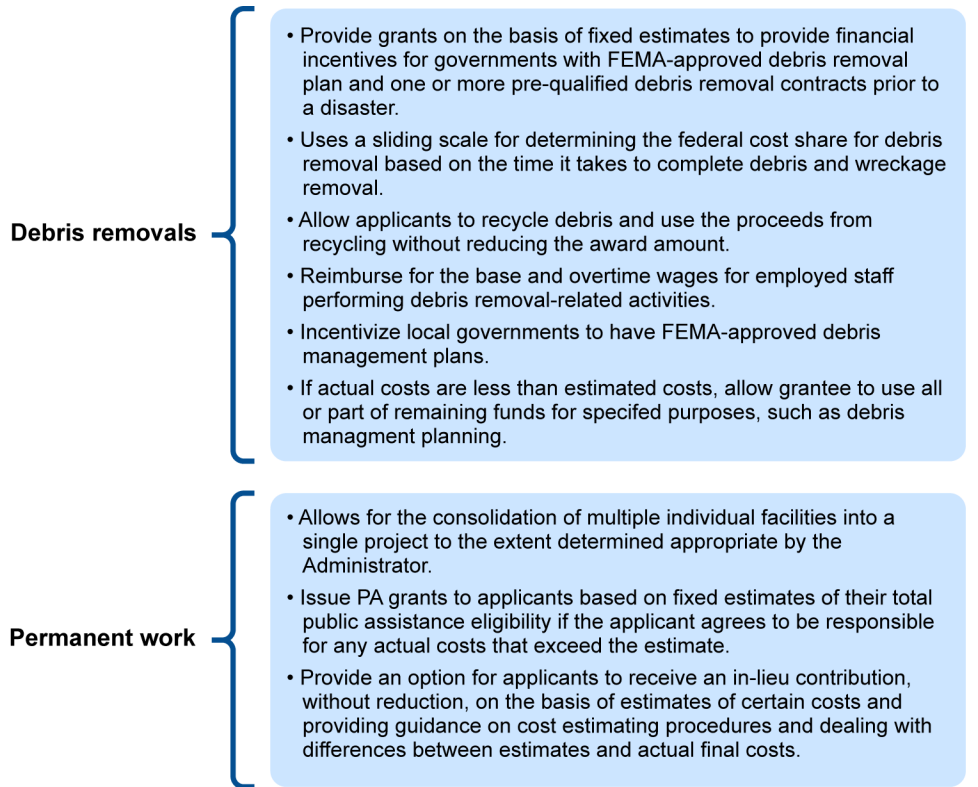 Debris removals
• Provide grants on the basis of fixed estimates to provide financial
incentives for governments with FEMA-approved debris removal
plan and one or more pre-qualified debris removal contracts prior to
a disaster.
• Uses a sliding scale for determining the federal cost share for debris
removal based on the time it takes to complete debris and wreckage
removal.
• Allow applicants to recycle debris and use the proceeds from
recycling without reducing the award amount.
• Reimburse for the base and overtime wages for employed staff
performing debris removal-related activities.
• Incentivize local governments to have FEMA-approved debris
management plans.
• If actual costs are less than estimated costs, allow grantee to use all
or part of remaining funds for specifed purposes, such as debris
managment planning.
Permanent work
• Allows for the consolidation of multiple individual facilities into a
single project to the extent determined appropriate by the
Administrator.
• Issue PA grants to applicants based on fixed estimates of their total
public assistance eligibility if the applicant agrees to be responsible
for any actual costs that exceed the estimate.
• Provide an option for applicants to receive an in-lieu contribution,
without reduction, on the basis of estimates of certain costs and
providing guidance on cost estimating procedures and dealing with
differences between estimates and actual final costs.